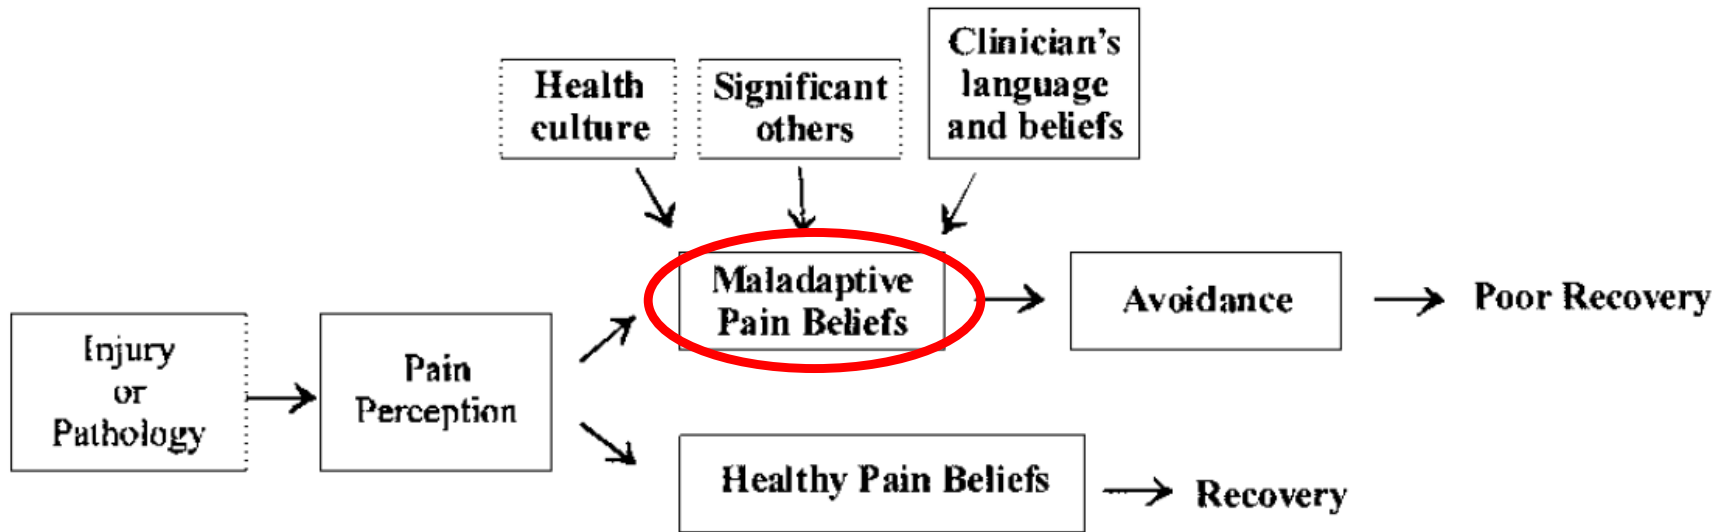 Health
culture
Significant
others
Clinician's
language
and beliefs
Maladaptive
Pain Beliefs
Avoidance
Poor Recovery
Injury
or
Pathology
Pain
Perception
Healthy Pain Beliefs
Recovery